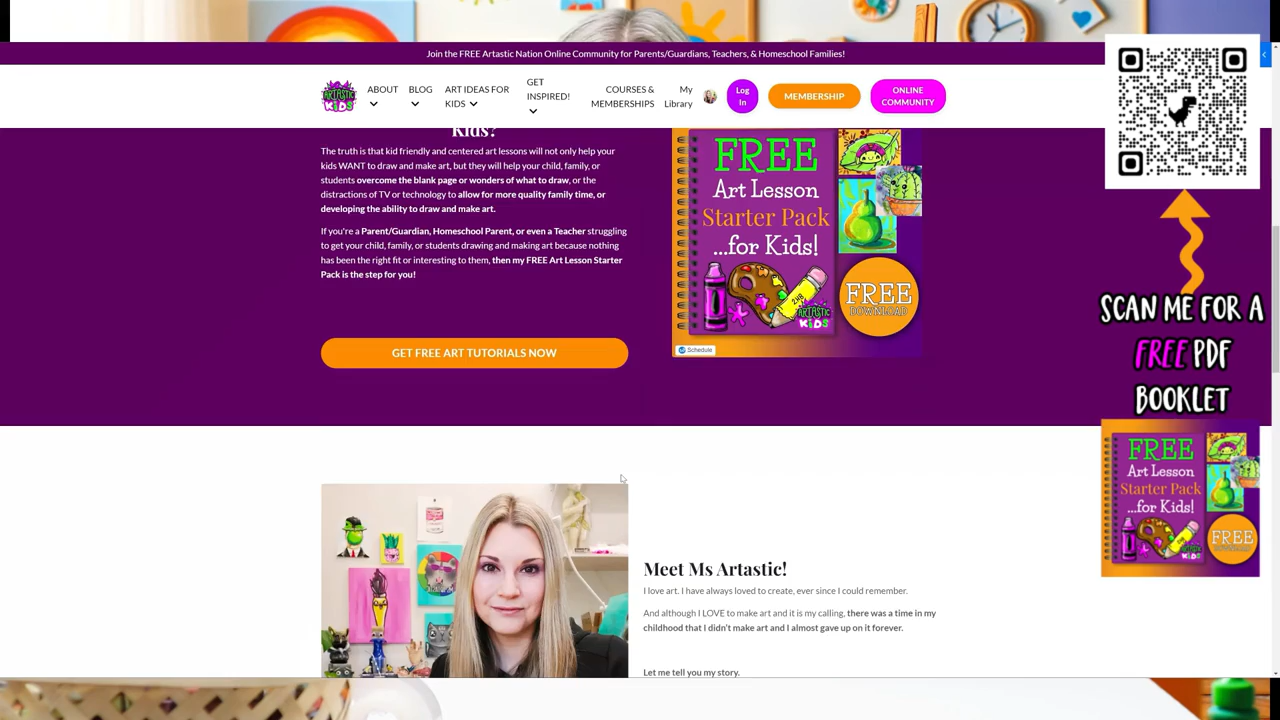 Join the FREE Artastic Nation Online Community for Parents/Guardians, Teachers, & Homeschool Families!
ARTASTIC
KIDS
ABOUT
BLOG
ART IDEAS FOR
KIDS
GET
INSPIRED!
COURSES &
MEMBERSHIPS
My
Library
Log
In
MEMBERSHIP
ONLINE
COMMUNITY
Kids?
The truth is that kid friendly and centered art lessons will not only help your
kids WANT to draw and make art, but they will help your child, family, or
students overcome the blank page or wonders of what to draw, or the
distractions of TV or technology to allow for more quality family time, or
developing the ability to draw and make art.
If you're a Parent/Guardian, Homeschool Parent, or even a Teacher struggling
to get your child, family, or students drawing and making art because nothing
has been the right fit or interesting to them, then my FREE Art Lesson Starter
Pack is the step for you!
GET FREE ART TUTORIALS NOW
FREE
Art Lesson
Starter Pack
...for Kids!
2HB
ARTASTIC
KIDS
FREE
DOWNLOAD
Schedule
SCAN ME FOR A
FREE PDF
BOOKLET
FREE
Art Lesson
Starter Pack
...for Kids!
FREE
DOWNLOAD
Meet Ms Artastic!
I love art. I have always loved to create, ever since I could remember.
And although I LOVE to make art and it is my calling, there was a time in my
childhood that I didn't make art and I almost gave up on it forever.
Let me tell you my story.